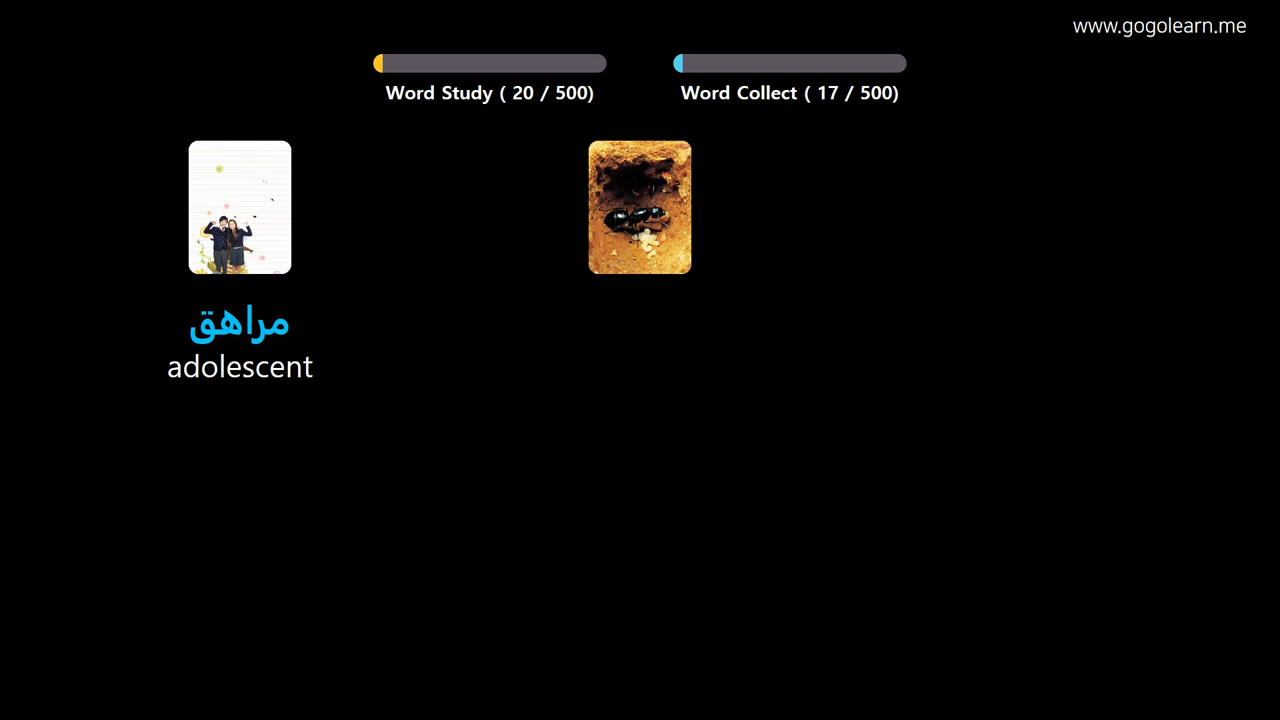 www.gogolearn.me
Word Study ( 20 / 500)
Word Collect ( 17 / 500)
مراهق
adolescent